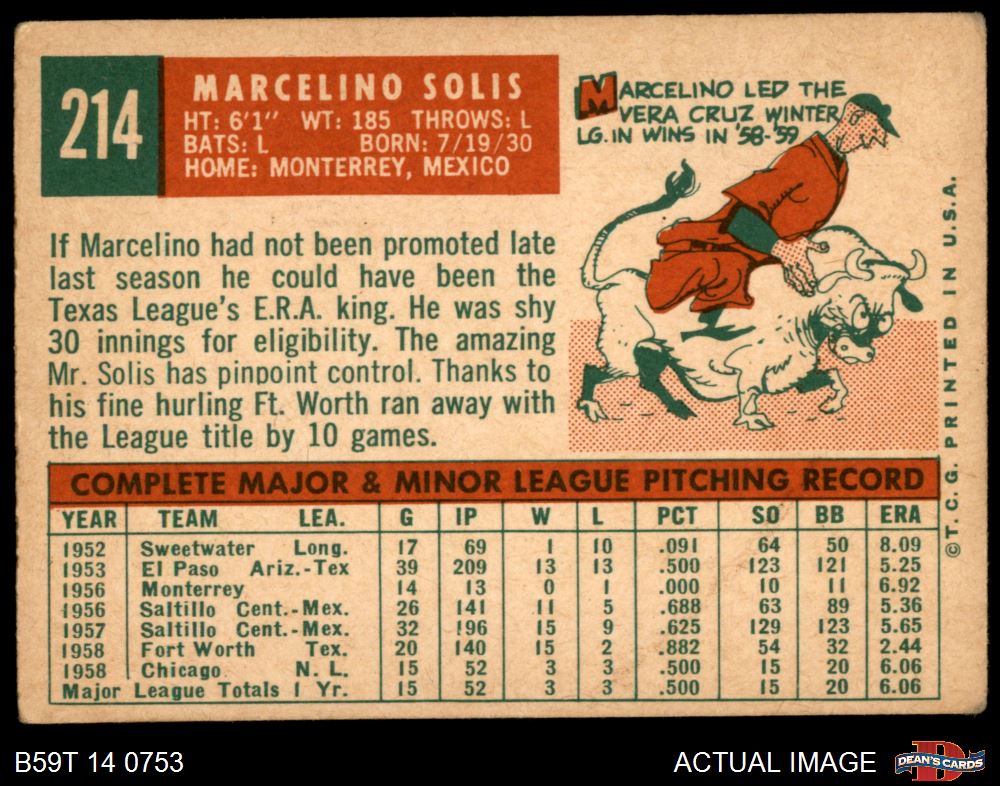 214
MARCELINO SOLIS
HT: 6'1" WT: 185 THROWS: L
BATS: L BORN: 7/19/30
HOME: MONTERREY, MEXICO
MARCELINO LED THE
VERA CRUZ WINTER
LG. IN WINS IN '58-'59
If Marcelino had not been promoted late
last season he could have been the
Texas League's E.R.A. king. He was shy
30 innings for eligibility. The amazing
Mr. Solis has pinpoint control. Thanks to
his fine hurling Ft. Worth ran away with
the League title by 10 games.
COMPLETE MAJOR & MINOR LEAGUE PITCHING RECORD
YEAR TEAM LEA. G IP W L PCT SO BB ERA
1952 Sweetwater Long. 17 69 1 10 .091 64 50 8.09
1953 El Paso Ariz.-Tex 39 209 13 13 .500 123 121 5.25
1956 Monterrey 14 13 0 1 .000 10 11 6.92
1956 Saltillo Cent.-Mex. 26 141 11 5 .688 63 89 5.36
1957 Saltillo Cent.-Mex. 32 196 15 9 .625 129 123 5.65
1958 Fort Worth Tex. 20 140 15 2 .882 54 32 2.44
1958 Chicago N. L. 15 52 3 3 .500 15 20 6.06
Major League Totals 1 Yr. 15 52 3 3 .500 15 20 6.06
© T. C. G. PRINTED IN U.S.A.
B59T 14 0753
ACTUAL IMAGE
DEAN'S CARDS